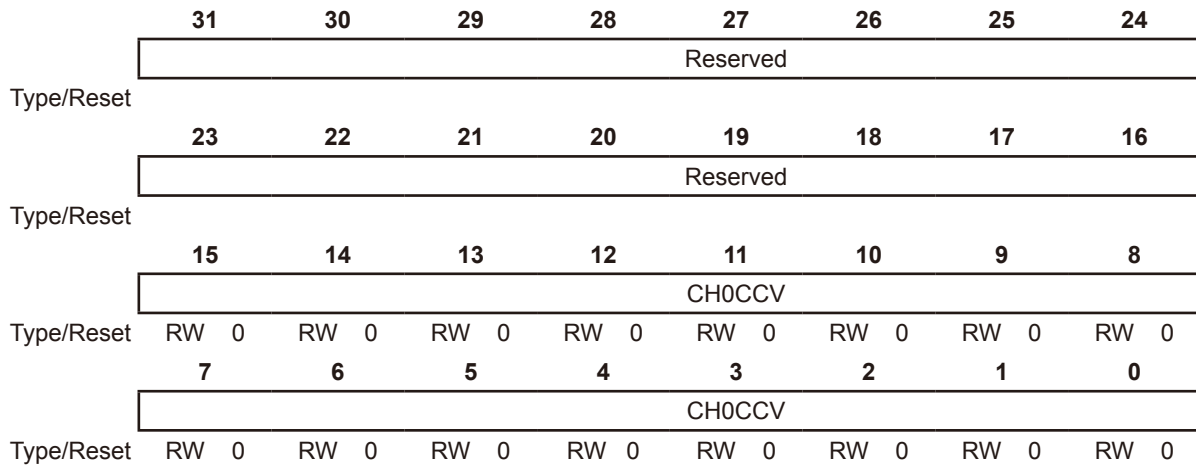 31 30 29 28 27 26 25 24
Reserved
Type/Reset
23 22 21 20 19 18 17 16
Reserved
Type/Reset
15 14 13 12 11 10 9 8
CH0CCV
Type/Reset RW 0 RW 0 RW 0 RW 0 RW 0 RW 0 RW 0 RW 0
7 6 5 4 3 2 1 0
CH0CCV
Type/Reset RW 0 RW 0 RW 0 RW 0 RW 0 RW 0 RW 0 RW 0